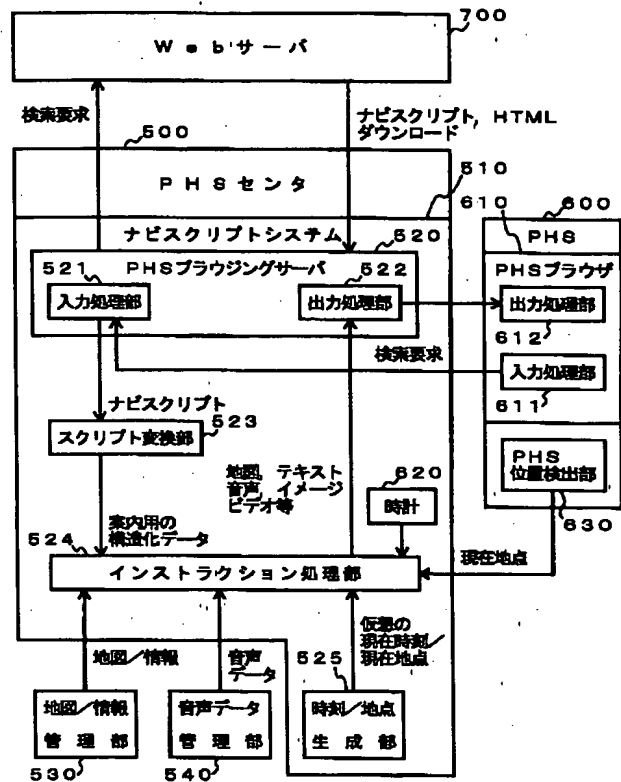 700
Ｗｅｂサーバ
検索要求
ナビスクリプト，HTML
ダウンロード
500
PHSセンタ
510
610
600
PHS
ナビスクリプトシステム
520
521
PHSブラウジングサーバ
522
入力処理部
出力処理部
PHSブラウザ
出力処理部
612
検索要求
入力処理部
611
ナビスクリプト
523
スクリプト変換部
地図，テキスト
音声，イメージ
ビデオ等
620
時計
PHS
位置検出部
630
案内用の
構造化データ
524
インストラクション処理部
現在地点
地図／情報
音声
データ
仮想の
現在時刻／
現在地点
525
地図／情報
管理部
530
音声データ
管理部
540
時刻／地点
生成部